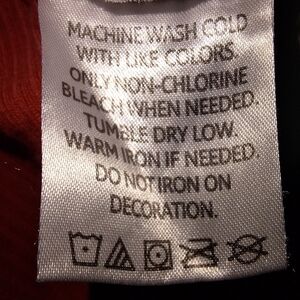 MACHINE WASH COLD
WITH LIKE COLORS.
ONLY NON-CHLORINE
BLEACH WHEN NEEDED.
TUMBLE DRY LOW.
WARM IRON IF NEEDED.
DO NOT IRON ON
DECORATION.